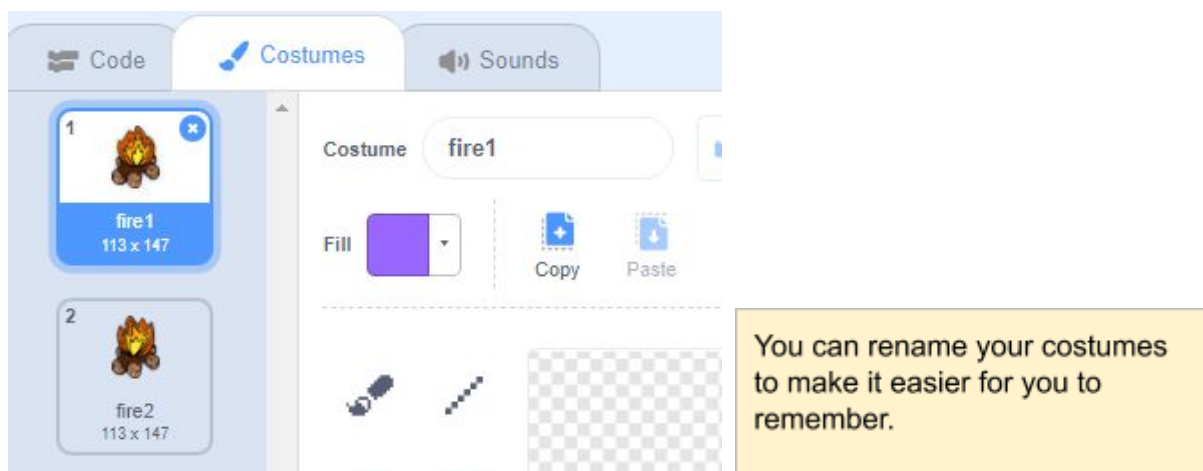 Code Costumes Sounds
1
fire1
113 x 147
2
fire2
113 x 147
Costume fire1
Fill
Copy Paste
You can rename your costumes
to make it easier for you to
remember.